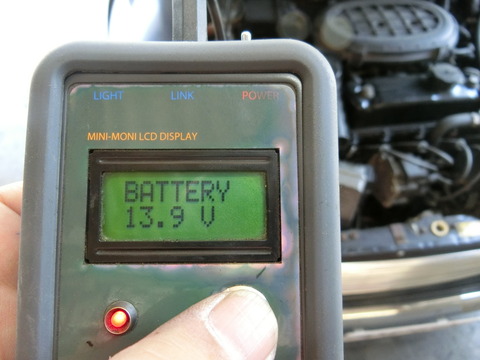 LIGHT LINK POWER
MINI-MONI LCD DISPLAY
BATTERY
13.9 V